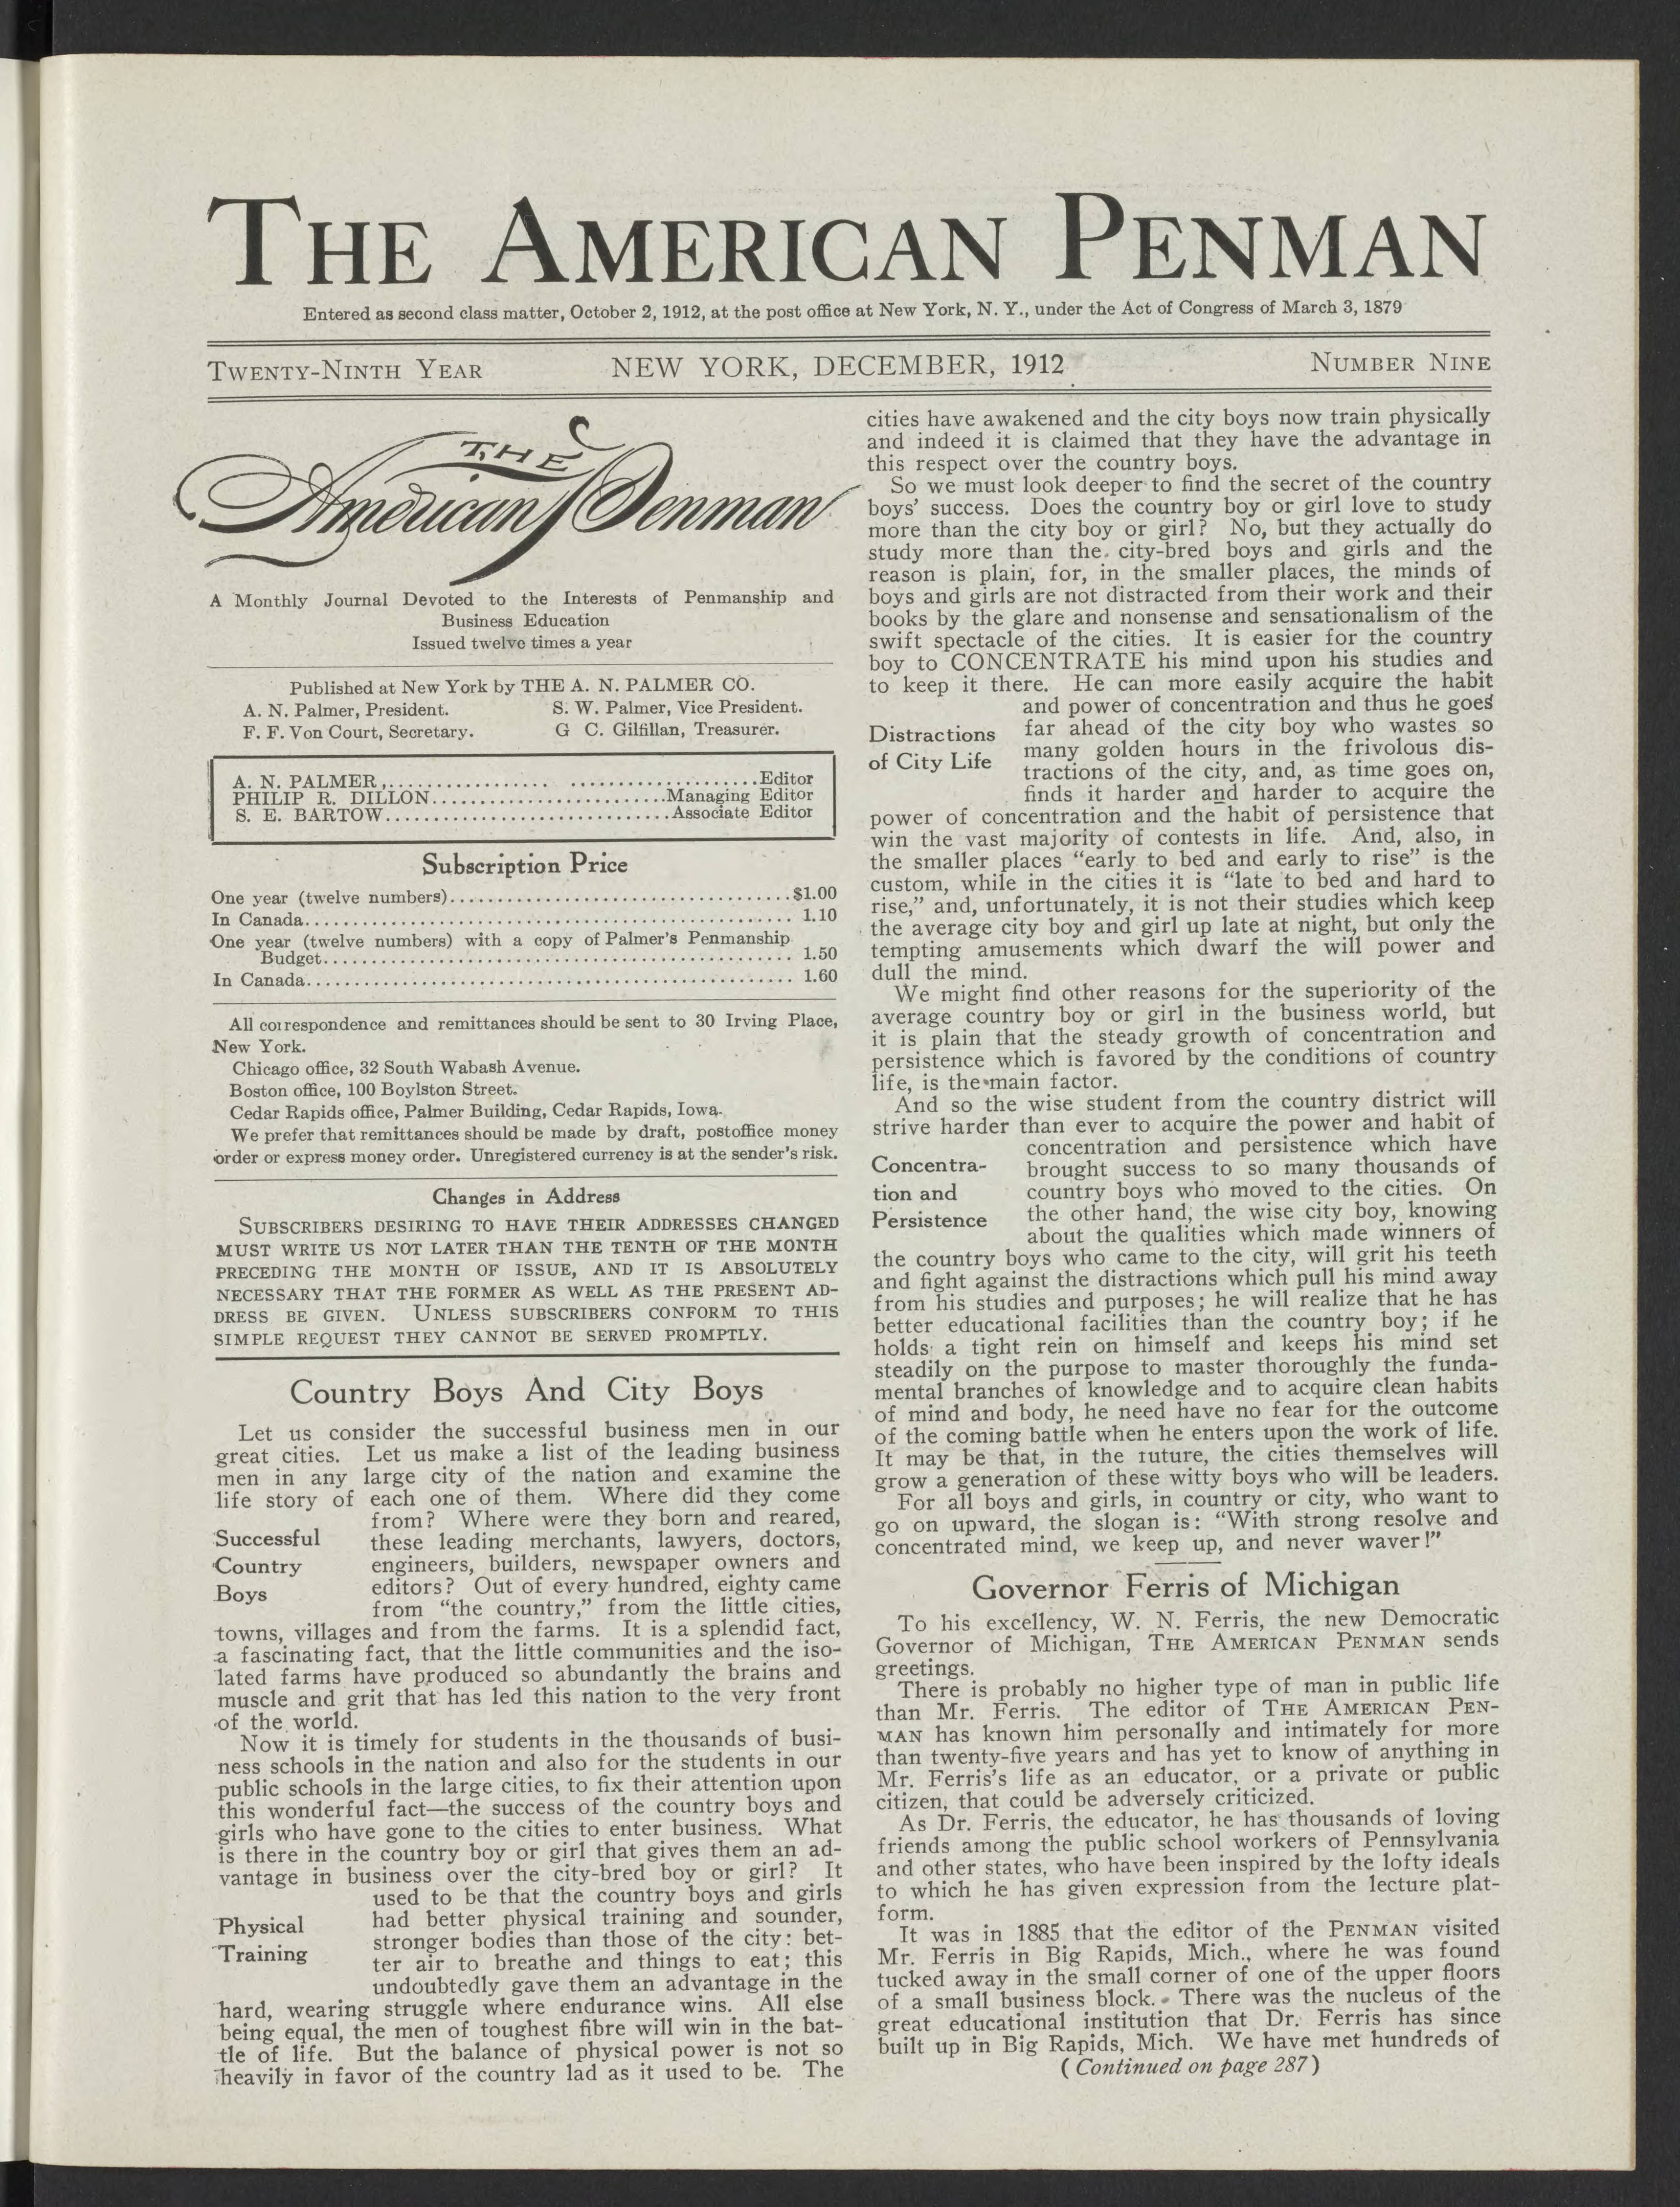 THE AMERICAN PENMAN
Entered as second class matter, October 2, 1912, at the post office at New York, N. Y., under the Act of Congress of March 3, 1879
TWENTY-NINTH YEAR NEW YORK, DECEMBER, 1912 NUMBER NINE
THE
American Penman
A Monthly Journal Devoted to the Interests of Penmanship and
Business Education
Issued twelve times a year
Published at New York by THE A. N. PALMER CO.
A. N. Palmer, President. S. W. Palmer, Vice President.
F. F. Von Court, Secretary. G C. Gilfillan, Treasurer.
A. N. PALMER,................. ....................Editor
PHILIP R. DILLON.........................Managing Editor
S. E. BARTOW..............................Associate Editor
Subscription Price
One year (twelve numbers)...................................$1.00
In Canada.................................................. 1.10
One year (twelve numbers) with a copy of Palmer's Penmanship
Budget................................................ 1.50
In Canada.................................................. 1.60
All correspondence and remittances should be sent to 30 Irving Place,
New York.
Chicago office, 32 South Wabash Avenue.
Boston office, 100 Boylston Street.
Cedar Rapids office, Palmer Building, Cedar Rapids, Iowa.
We prefer that remittances should be made by draft, postoffice money
order or express money order. Unregistered currency is at the sender's risk.
Changes in Address
SUBSCRIBERS DESIRING TO HAVE THEIR ADDRESSES CHANGED
MUST WRITE US NOT LATER THAN THE TENTH OF THE MONTH
PRECEDING THE MONTH OF ISSUE, AND IT IS ABSOLUTELY
NECESSARY THAT THE FORMER AS WELL AS THE PRESENT AD-
DRESS BE GIVEN. UNLESS SUBSCRIBERS CONFORM TO THIS
SIMPLE REQUEST THEY CANNOT BE SERVED PROMPTLY.
Country Boys And City Boys
Let us consider the successful business men in our
great cities. Let us make a list of the leading business
men in any large city of the nation and examine the
life story of each one of them. Where did they come
from? Where were they born and reared,
Successful
Country
Boys
these leading merchants, lawyers, doctors,
engineers, builders, newspaper owners and
editors? Out of every hundred, eighty came
from "the country," from the little cities,
towns, villages and from the farms. It is a splendid fact,
a fascinating fact, that the little communities and the iso-
lated farms have produced so abundantly the brains and
muscle and grit that has led this nation to the very front
of the world.
Now it is timely for students in the thousands of busi-
ness schools in the nation and also for the students in our
public schools in the large cities, to fix their attention upon
this wonderful fact—the success of the country boys and
girls who have gone to the cities to enter business. What
is there in the country boy or girl that gives them an ad-
vantage in business over the city-bred boy or girl? It
used to be that the country boys and girls
Physical
Training
had better physical training and sounder,
stronger bodies than those of the city: bet-
ter air to breathe and things to eat; this
undoubtedly gave them an advantage in the
hard, wearing struggle where endurance wins. All else
being equal, the men of toughest fibre will win in the bat-
tle of life. But the balance of physical power is not so
heavily in favor of the country lad as it used to be. The
cities have awakened and the city boys now train physically
and indeed it is claimed that they have the advantage in
this respect over the country boys.
So we must look deeper to find the secret of the country
boys' success. Does the country boy or girl love to study
more than the city boy or girl? No, but they actually do
study more than the city-bred boys and girls and the
reason is plain, for, in the smaller places, the minds of
boys and girls are not distracted from their work and their
books by the glare and nonsense and sensationalism of the
swift spectacle of the cities. It is easier for the country
boy to CONCENTRATE his mind upon his studies and
to keep it there. He can more easily acquire the habit
and power of concentration and thus he goes
Distractions
of City Life
far ahead of the city boy who wastes so
many golden hours in the frivolous dis-
tractions of the city, and, as time goes on,
finds it harder and harder to acquire the
power of concentration and the habit of persistence that
win the vast majority of contests in life. And, also, in
the smaller places "early to bed and early to rise" is the
custom, while in the cities it is "late to bed and hard to
rise," and, unfortunately, it is not their studies which keep
the average city boy and girl up late at night, but only the
tempting amusements which dwarf the will power and
dull the mind.
We might find other reasons for the superiority of the
average country boy or girl in the business world, but
it is plain that the steady growth of concentration and
persistence which is favored by the conditions of country
life, is the main factor.
And so the wise student from the country district will
strive harder than ever to acquire the power and habit of
concentration and persistence which have
Concentra-
tion and
Persistence
brought success to so many thousands of
country boys who moved to the cities. On
the other hand, the wise city boy, knowing
about the qualities which made winners of
the country boys who came to the city, will grit his teeth
and fight against the distractions which pull his mind away
from his studies and purposes; he will realize that he has
better educational facilities than the country boy; if he
holds a tight rein on himself and keeps his mind set
steadily on the purpose to master thoroughly the funda-
mental branches of knowledge and to acquire clean habits
of mind and body, he need have no fear for the outcome
of the coming battle when he enters upon the work of life.
It may be that, in the ruture, the cities themselves will
grow a generation of these witty boys who will be leaders.
For all boys and girls, in country or city, who want to
go on upward, the slogan is: "With strong resolve and
concentrated mind, we keep up, and never waver!"
Governor Ferris of Michigan
To his excellency, W. N. Ferris, the new Democratic
Governor of Michigan, THE AMERICAN PENMAN sends
greetings.
There is probably no higher type of man in public life
than Mr. Ferris. The editor of THE AMERICAN PEN-
MAN has known him personally and intimately for more
than twenty-five years and has yet to know of anything in
Mr. Ferris's life as an educator, or a private or public
citizen, that could be adversely criticized.
As Dr. Ferris, the educator, he has thousands of loving
friends among the public school workers of Pennsylvania
and other states, who have been inspired by the lofty ideals
to which he has given expression from the lecture plat-
form.
It was in 1885 that the editor of the PENMAN visited
Mr. Ferris in Big Rapids, Mich., where he was found
tucked away in the small corner of one of the upper floors
of a small business block. There was the nucleus of the
great educational institution that Dr. Ferris has since
built up in Big Rapids, Mich. We have met hundreds of
(Continued on page 287)